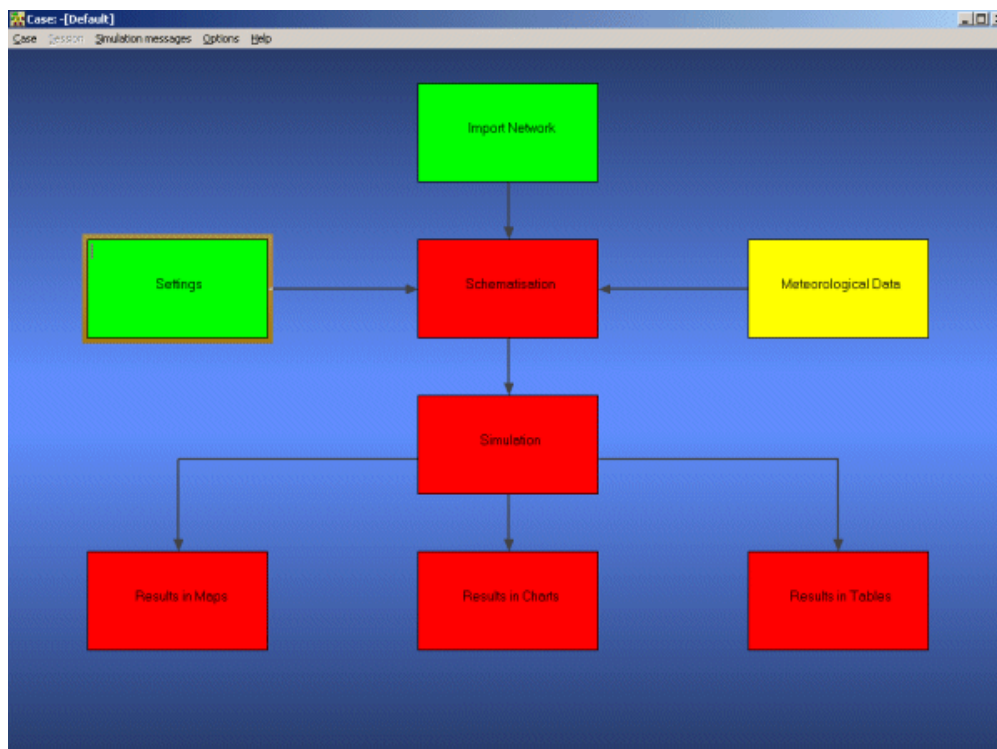 Case: -[Default]
Case Session Simulation messages Options Help
Import Network
Settings
Schematisation
Meteorological Data
Simulation
Results in Maps
Results in Charts
Results in Tables